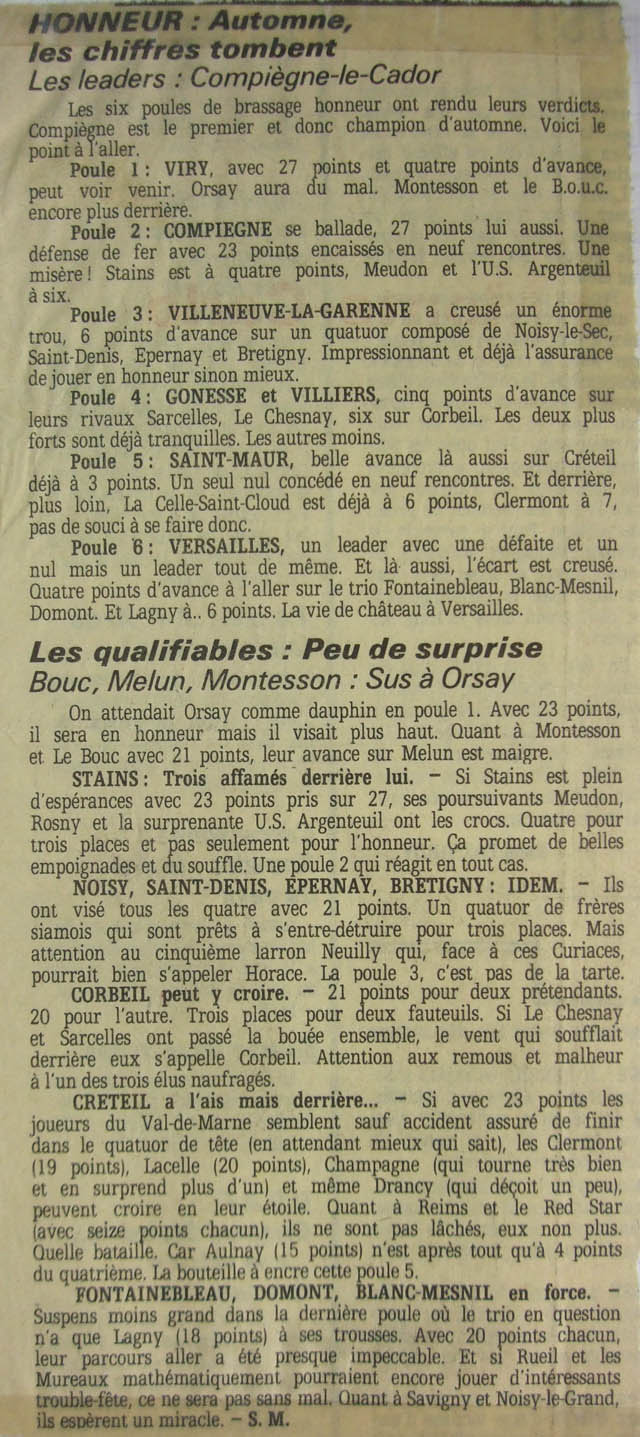 HONNEUR : Automne,
les chiffres tombent
Les leaders : Compiègne-le-Cador
Les six poules de brassage honneur ont rendu leurs verdicts.
Compiègne est le premier et donc champion d'automne. Voici le
point à l'aller.
Poule 1 : VIRY, avec 27 points et quatre points d'avance,
peut voir venir. Orsay aura du mal. Montesson et le B.o.u.c.
encore plus derrière.
Poule 2 : COMPIEGNE se ballade, 27 points lui aussi. Une
défense de fer avec 23 points encaissés en neuf rencontres. Une
misère ! Stains est à quatre points, Meudon et l'U.S. Argenteuil
à six.
Poule 3 : VILLENEUVE-LA-GARENNE a creusé un énorme
trou, 6 points d'avance sur un quatuor composé de Noisy-le-Sec,
Saint-Denis, Epernay et Bretigny. Impressionnant et déjà l'assurance
de jouer en honneur sinon mieux.
Poule 4 : GONESSE et VILLIERS, cinq points d'avance sur
leurs rivaux Sarcelles, Le Chesnay, six sur Corbeil. Les deux plus
forts sont déjà tranquilles. Les autres moins.
Poule 5 : SAINT-MAUR, belle avance là aussi sur Créteil
déjà à 3 points. Un seul nul concédé en neuf rencontres. Et derrière,
plus loin, La Celle-Saint-Cloud est déjà à 6 points, Clermont à 7,
pas de souci à se faire donc.
Poule 6 : VERSAILLES, un leader avec une défaite et un
nul mais un leader tout de même. Et là aussi, l'écart est creusé.
Quatre points d'avance à l'aller sur le trio Fontainebleau, Blanc-Mesnil,
Domont. Et Lagny à.. 6 points. La vie de château à Versailles.
Les qualifiables : Peu de surprise
Bouc, Melun, Montesson : Sus à Orsay
On attendait Orsay comme dauphin en poule 1. Avec 23 points,
il sera en honneur mais il visait plus haut. Quant à Montesson
et Le Bouc avec 21 points, leur avance sur Melun est maigre.
STAINS : Trois affamés derrière lui. – Si Stains est plein
d'espérances avec 23 points pris sur 27, ses poursuivants Meudon,
Rosny et la surprenante U.S. Argenteuil ont les crocs. Quatre pour
trois places et pas seulement pour l'honneur. Ça promet de belles
empoignades et du souffle. Une poule 2 qui réagit en tout cas.
NOISY, SAINT-DENIS, EPERNAY, BRETIGNY : IDEM. – Ils
ont visé tous les quatre avec 21 points. Un quatuor de frères
siamois qui sont prêts à s'entre-détruire pour trois places. Mais
attention au cinquième larron Neuilly qui, face à ces Curiaces,
pourrait bien s'appeler Horace. La poule 3, c'est pas de la tarte.
CORBEIL peut y croire. – 21 points pour deux prétendants.
20 pour l'autre. Trois places pour deux fauteuils. Si Le Chesnay
et Sarcelles ont passé la bouée ensemble, le vent qui soufflait
derrière eux s'appelle Corbeil. Attention aux remous et malheur
à l'un des trois élus naufragés.
CRETEIL a l'ais mais derrière... – Si avec 23 points les
joueurs du Val-de-Marne semblent sauf accident assuré de finir
dans le quatuor de tête (en attendant mieux qui sait), les Clermont
(19 points), Lacelle (20 points), Champagne (qui tourne très bien
et en surprend plus d'un) et même Drancy (qui déçoit un peu),
peuvent croire en leur étoile. Quant à Reims et le Red Star
(avec seize points chacun), ils ne sont pas lâchés, eux non plus.
Quelle bataille. Car Aulnay (15 points) n'est après tout qu'à 4 points
du quatrième. La bouteille à encre cette poule 5.
FONTAINEBLEAU, DOMONT, BLANC-MESNIL en force. –
Suspens moins grand dans la dernière poule où le trio en question
n'a que Lagny (18 points) à ses trousses. Avec 20 points chacun,
leur parcours aller a été presque impeccable. Et si Rueil et les
Mureaux mathématiquement pourraient encore jouer d'intéressants
trouble-fête, ce ne sera pas sans mal. Quant à Savigny et Noisy-le-Grand,
ils espèrent un miracle. – S. M.